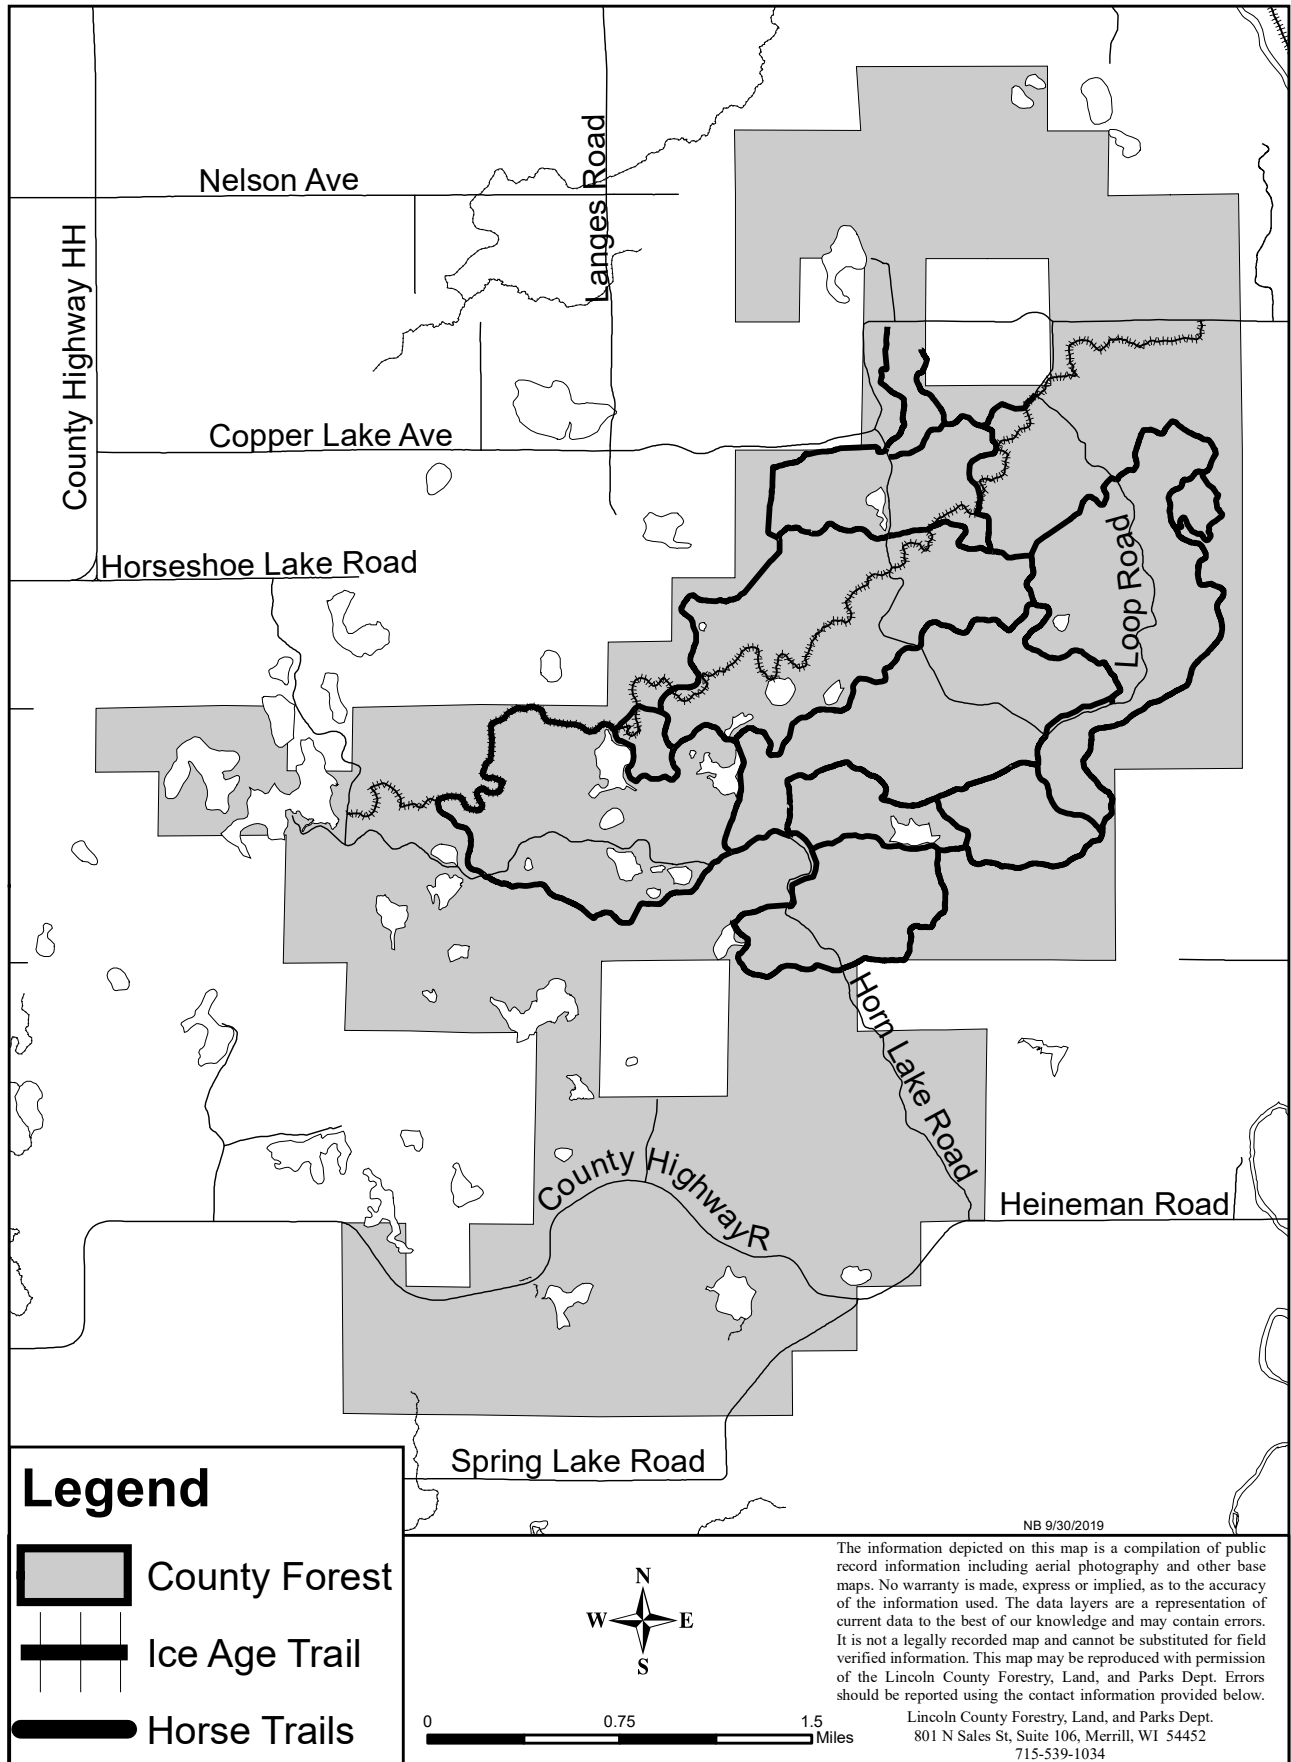 Nelson Ave
Langes Road
County Highway HH
Copper Lake Ave
Horseshoe Lake Road
Loop Road
Horn Lake Road
County Highway R
Heineman Road
Spring Lake Road
NB 9/30/2019
Legend
County Forest
Ice Age Trail
Horse Trails
N
W E
S
0 0.75 1.5
Miles
The information depicted on this map is a compilation of public
record information including aerial photography and other base
maps. No warranty is made, express or implied, as to the accuracy
of the information used. The data layers are a representation of
current data to the best of our knowledge and may contain errors.
It is not a legally recorded map and cannot be substituted for field
verified information. This map may be reproduced with permission
of the Lincoln County Forestry, Land, and Parks Dept. Errors
should be reported using the contact information provided below.
Lincoln County Forestry, Land, and Parks Dept.
801 N Sales St, Suite 106, Merrill, WI 54452
715-539-1034